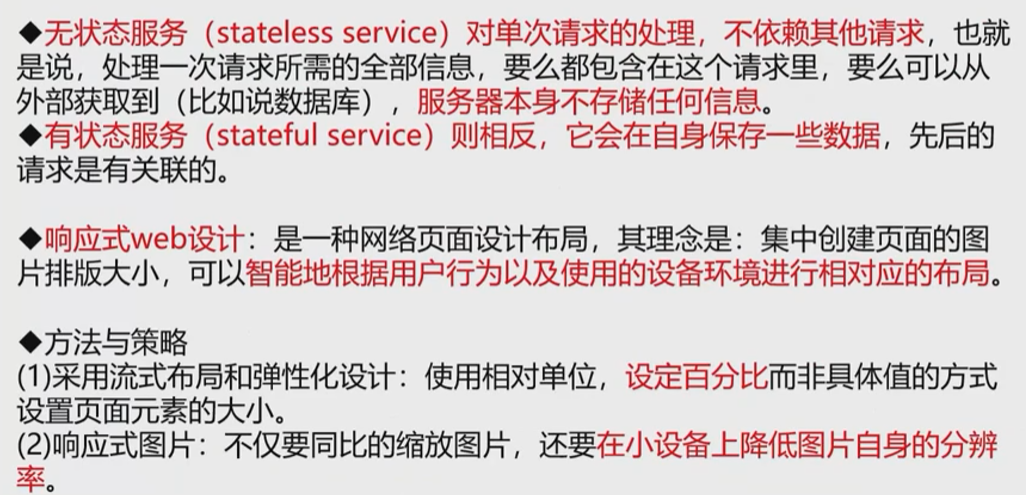 ◆无状态服务（stateless service）对单次请求的处理，不依赖其他请求，也就
是说，处理一次请求所需的全部信息，要么都包含在这个请求里，要么可以从
外部获取到（比如说数据库），服务器本身不存储任何信息。
◆有状态服务（stateful service）则相反，它会在自身保存一些数据，先后的
请求是有关联的。
◆响应式web设计：是一种网络页面设计布局，其理念是：集中创建页面的图
片排版大小，可以智能地根据用户行为以及使用的设备环境进行相对应的布局。
◆方法与策略
(1)采用流式布局和弹性化设计：使用相对单位，设定百分比而非具体值的方式
设置页面元素的大小。
(2)响应式图片：不仅要同比的缩放图片，还要在小设备上降低图片自身的分辨
率。